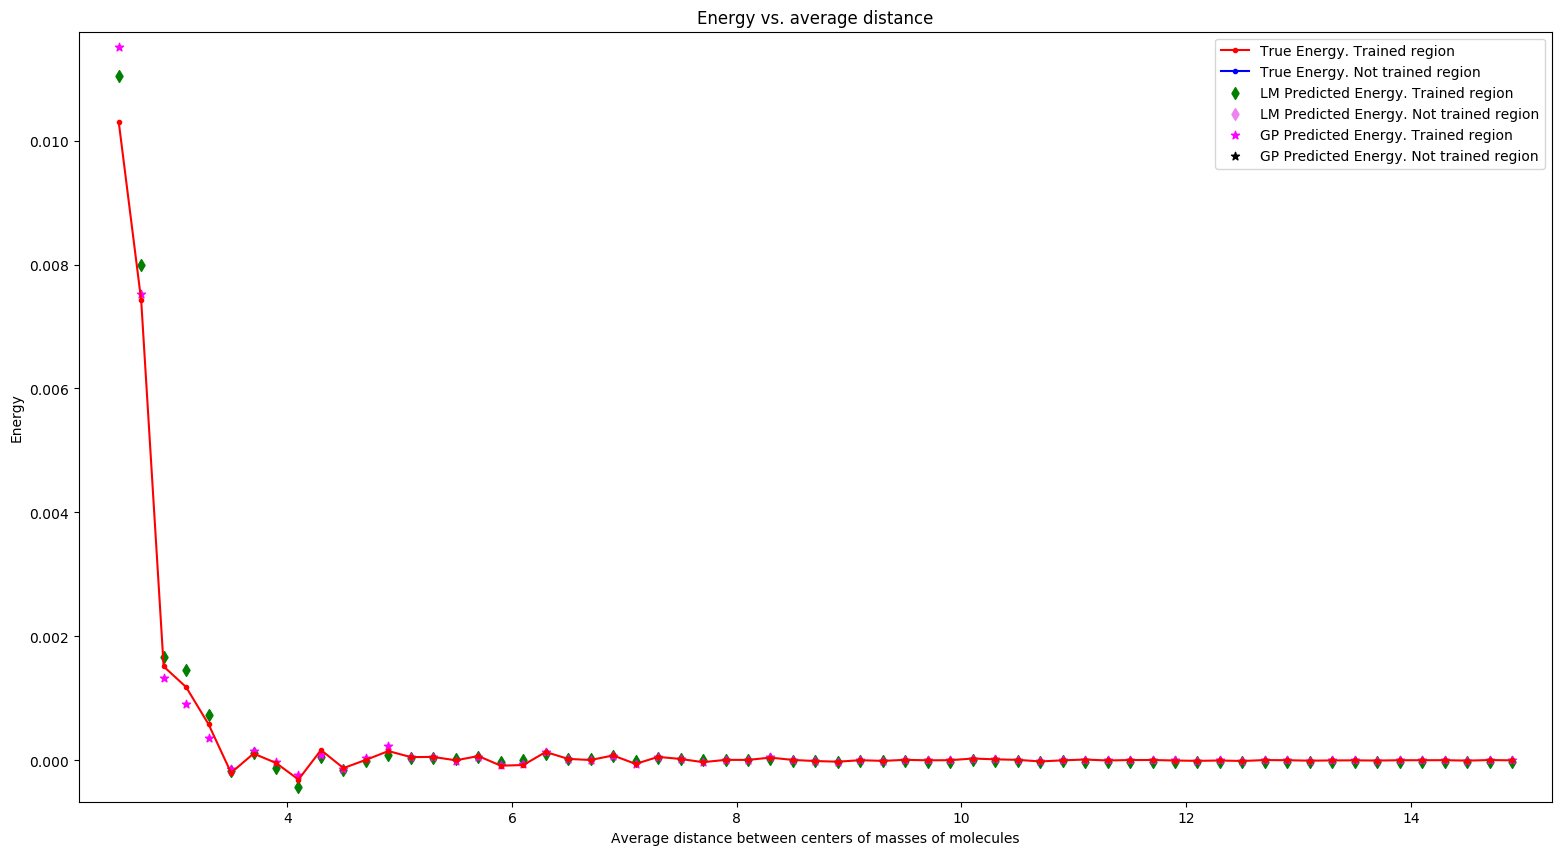 Energy vs. average distance
True Energy. Trained region
True Energy. Not trained region
LM Predicted Energy. Trained region
LM Predicted Energy. Not trained region
GP Predicted Energy. Trained region
GP Predicted Energy. Not trained region
0.010
0.008
0.006
0.004
0.002
0.000
Energy
4 6 8 10 12 14
Average distance between centers of masses of molecules